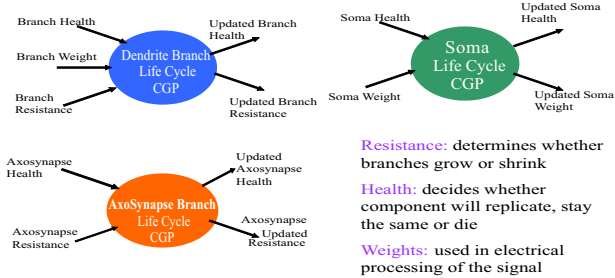 Branch Health
Branch Weight
Branch
Resistance
Dendrite Branch
Life Cycle
CGP
Updated Branch
Health
Updated Branch
Resistance
Soma Health
Soma Weight
Soma
Life Cycle
CGP
Updated Soma
Health
Updated Soma
Weight
Axosynapse
Health
Axosynapse
Resistance
AxoSynapse Branch
Life Cycle
CGP
Updated
Axosynapse
Health
Axosynapse
Updated
Resistance
Resistance: determines whether
branches grow or shrink
Health: decides whether
component will replicate, stay
the same or die
Weights: used in electrical
processing of the signal